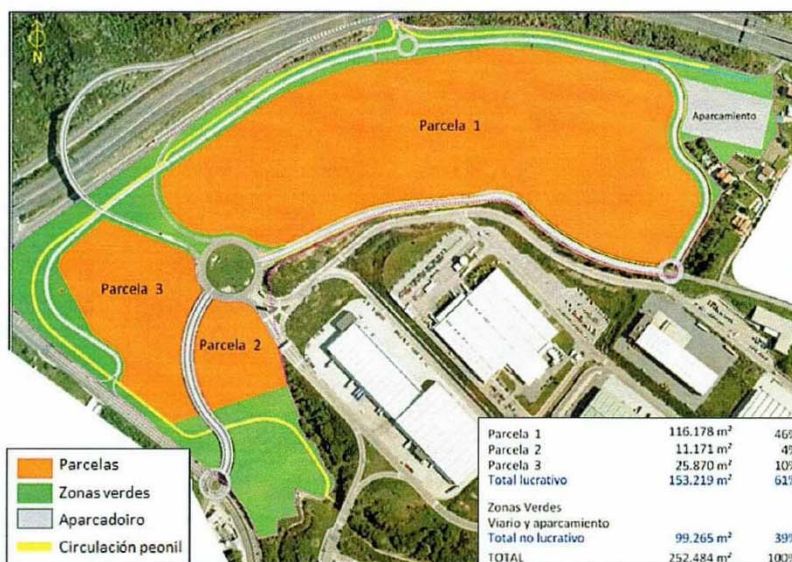 N
Parcela 1
Aparcamiento
Parcela 3
Parcela 2
Parcelas
Zonas verdes
Aparcadoiro
Circulación peonil
Parcela 1 116.178 m² 46%
Parcela 2 11.171 m² 4%
Parcela 3 25.870 m² 10%
Total lucrativo 153.219 m² 61%
Zonas Verdes
Viario y aparcamiento
Total no lucrativo 99.265 m² 39%
TOTAL 252.484 m² 100%